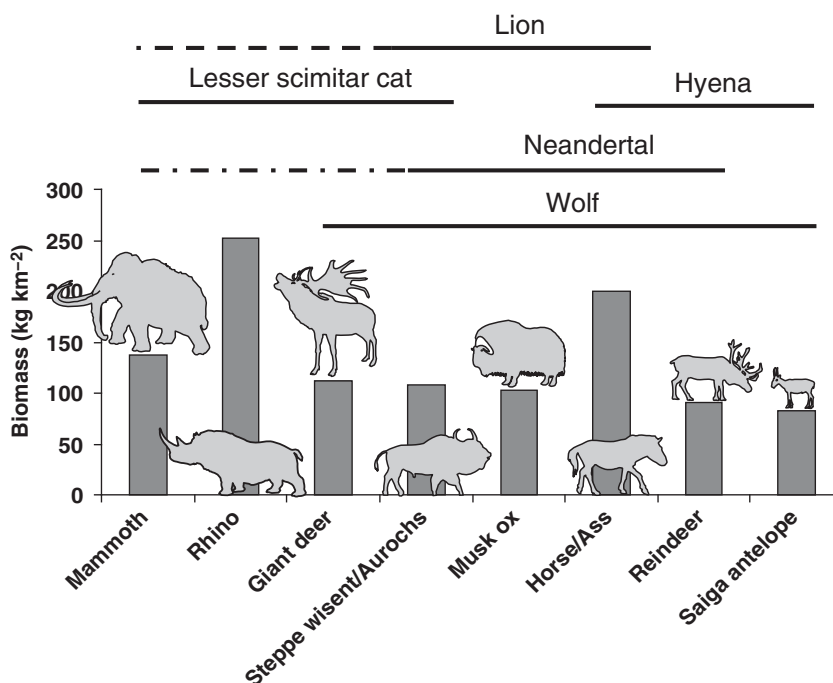 Lion
Lesser scimitar cat
Hyena
Neandertal
Wolf
Biomass (kg km⁻²)
300
250
200
150
100
50
0
Mammoth
Rhino
Giant deer
Steppe wisent/Aurochs
Musk ox
Horse/Ass
Reindeer
Saiga antelope